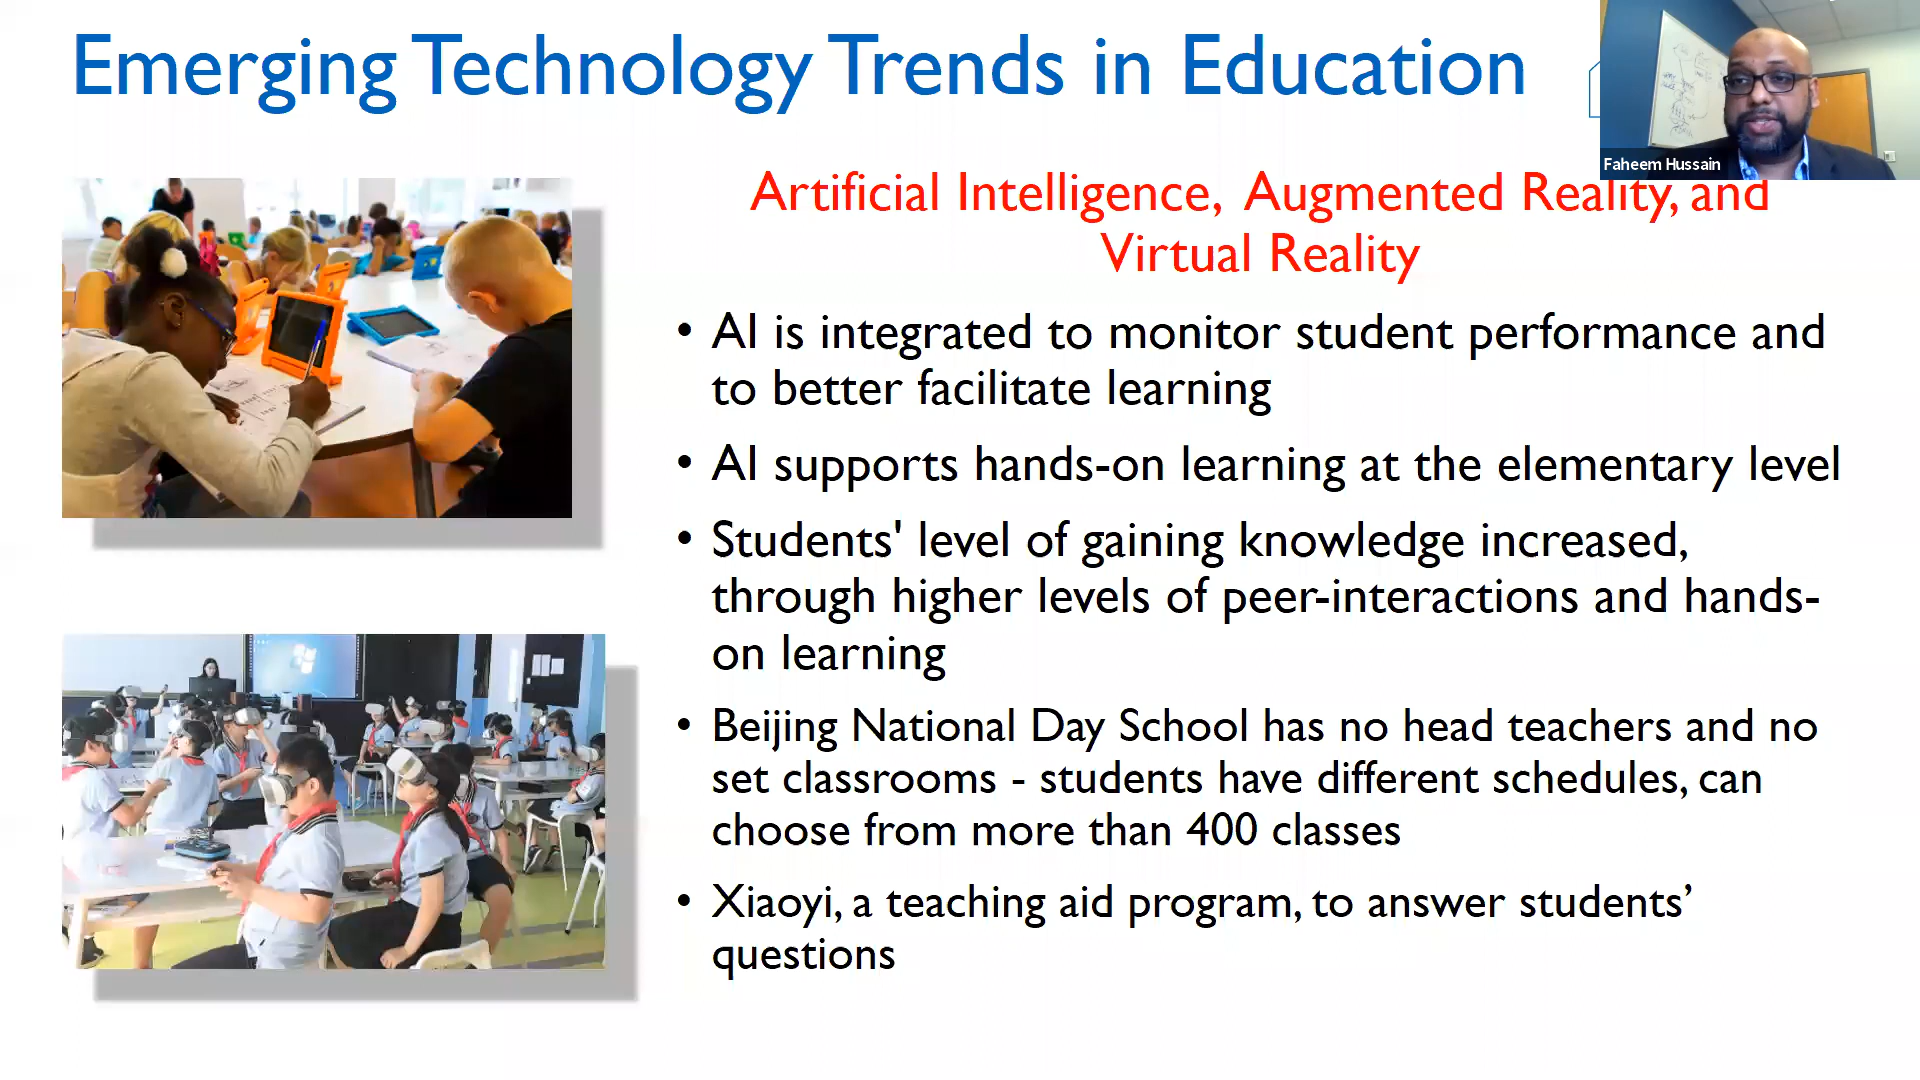 Emerging Technology Trends in Education
Faheem Hussain
Artificial Intelligence, Augmented Reality, and
Virtual Reality
• AI is integrated to monitor student performance and
to better facilitate learning
• AI supports hands-on learning at the elementary level
• Students' level of gaining knowledge increased,
through higher levels of peer-interactions and hands-
on learning
• Beijing National Day School has no head teachers and no
set classrooms - students have different schedules, can
choose from more than 400 classes
• Xiaoyi, a teaching aid program, to answer students’
questions